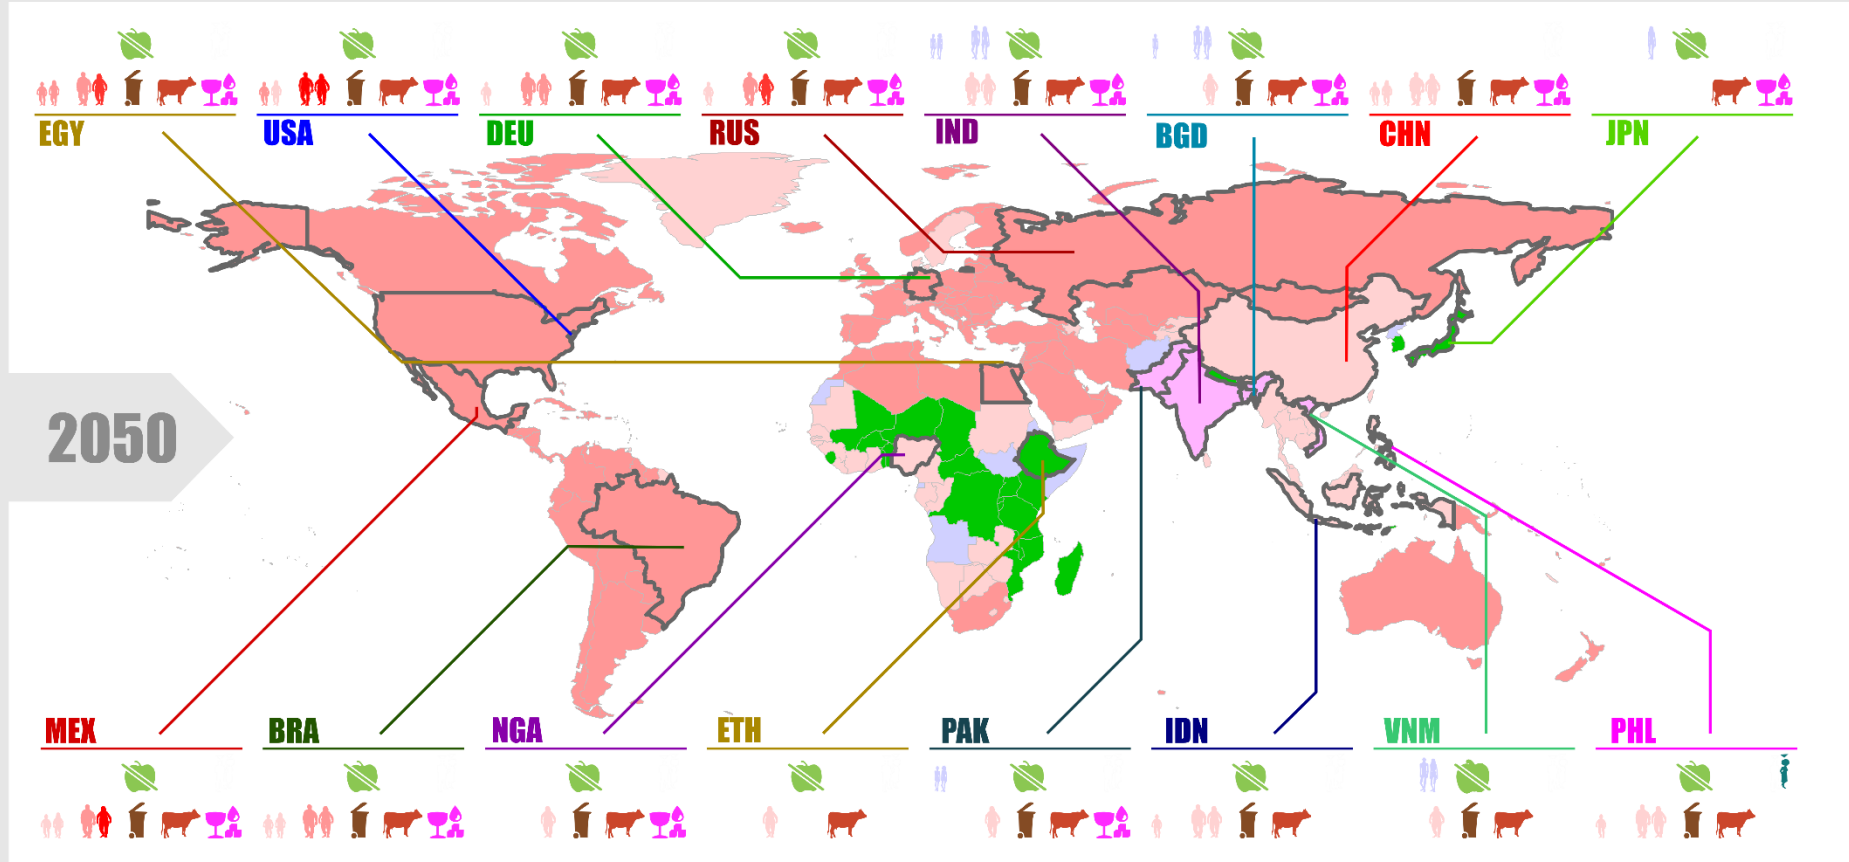 EGY
USA
DEU
RUS
IND
BGD
CHN
JPN
2050
MEX
BRA
NGA
ETH
PAK
IDN
VNM
PHL